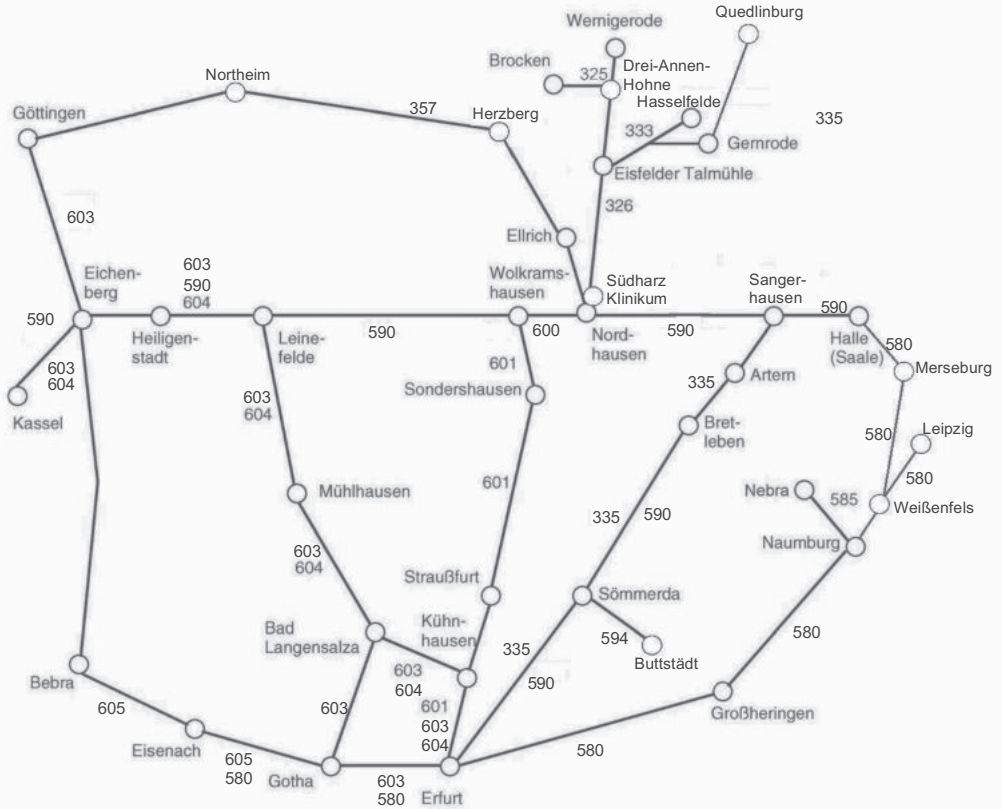 Quedlinburg
Wernigerode
Brocken
Drei-Annen-
Hohne
325
Northeim
Hasselfelde
Göttingen
357
Herzberg
335
333
Gernrode
Eisfelder Talmühle
326
603
Ellrich
Eichen-
berg
603
590
604
Wolkrams-
hausen
Südharz
Klinikum
Sanger-
hausen
590
590
Heiligen-
stadt
Leine-
felde
590
600
Nord-
hausen
590
Halle
(Saale)
580
603
604
601
Merseburg
Kassel
603
604
Sondershausen
335
Artern
Bret-
leben
580
Leipzig
580
601
Mühlhausen
Nebra
585
Weißenfels
335
590
Naumburg
603
604
Straußfurt
Sömmerda
Bad
Langensalza
Kühn-
hausen
594
580
335
Buttstädt
603
604
590
Bebra
605
603
601
603
604
Großheringen
Eisenach
605
580
580
Gotha
603
580
Erfurt